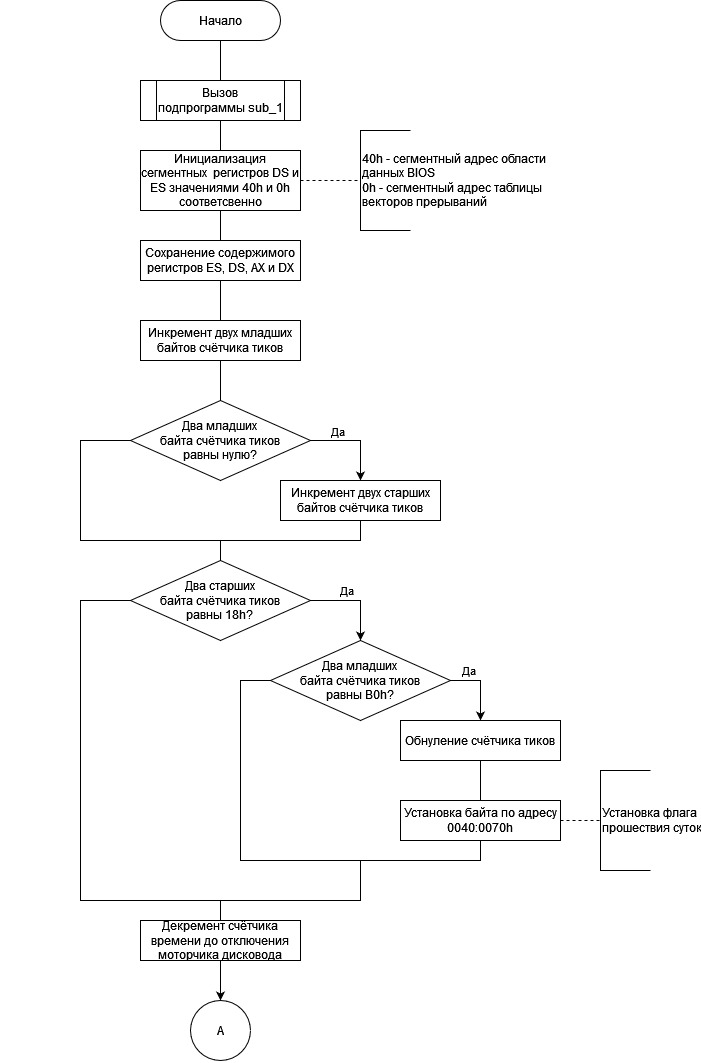 Начало
Вызов
подпрограммы sub_1
Инициализация
сегментных регистров DS и
ES значениями 40h и 0h
соответсвенно
40h - сегментный адрес области
данных BIOS
0h - сегментный адрес таблицы
векторов прерываний
Сохранение содержимого
регистров ES, DS, AX и DX
Инкремент двух младших
байтов счётчика тиков
Два младших
байта счётчика тиков
равны нулю?
Да
Инкремент двух старших
байтов счётчика тиков
Два старших
байта счётчика тиков
равны 18h?
Да
Два младших
байта счётчика тиков
равны B0h?
Да
Обнуление счётчика тиков
Установка байта по адресу
0040:0070h
Установка флага
прошествия суток
Декремент счётчика
времени до отключения
моторчика дисковода
A